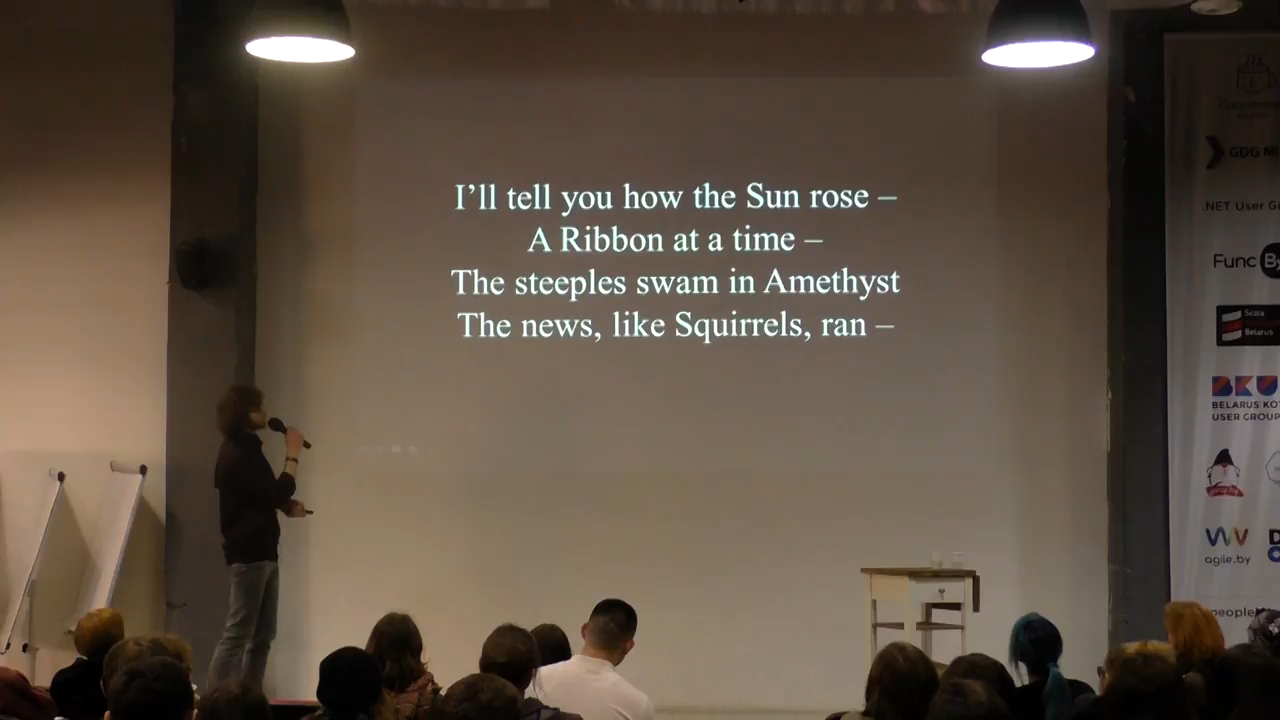 I’ll tell you how the Sun rose –
A Ribbon at a time –
The steeples swam in Amethyst
The news, like Squirrels, ran –
GDG
.NET User
Func By
Scala
Belarus
BELARUS
USER GROUP
agile.by